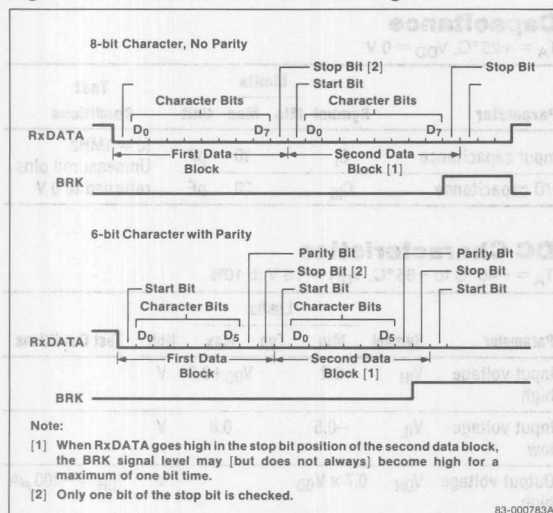 8-bit Character, No Parity
Stop Bit [2]
Stop Bit
Start Bit
Character Bits
Character Bits
D0
D7
D0
D7
RxDATA
First Data Block
Second Data Block [1]
BRK
6-bit Character with Parity
Parity Bit
Parity Bit
Stop Bit [2]
Stop Bit
Start Bit
Start Bit
Start Bit
Character Bits
Character Bits
D0
D5
D0
D5
RxDATA
First Data Block
Second Data Block [1]
BRK
Note:
[1] When RxDATA goes high in the stop bit position of the second data block,
the BRK signal level may [but does not always] become high for a
maximum of one bit time.
[2] Only one bit of the stop bit is checked.
83-000783A